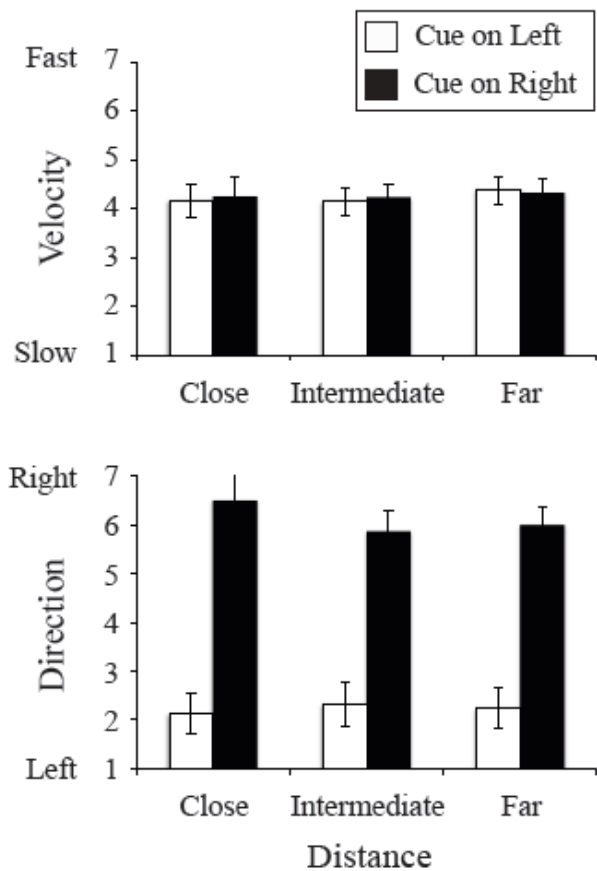 Cue on Left
Cue on Right
Fast 7
6
5
Velocity
4
3
2
Slow 1
Close Intermediate Far
Right 7
6
5
Direction
4
3
2
Left 1
Close Intermediate Far
Distance